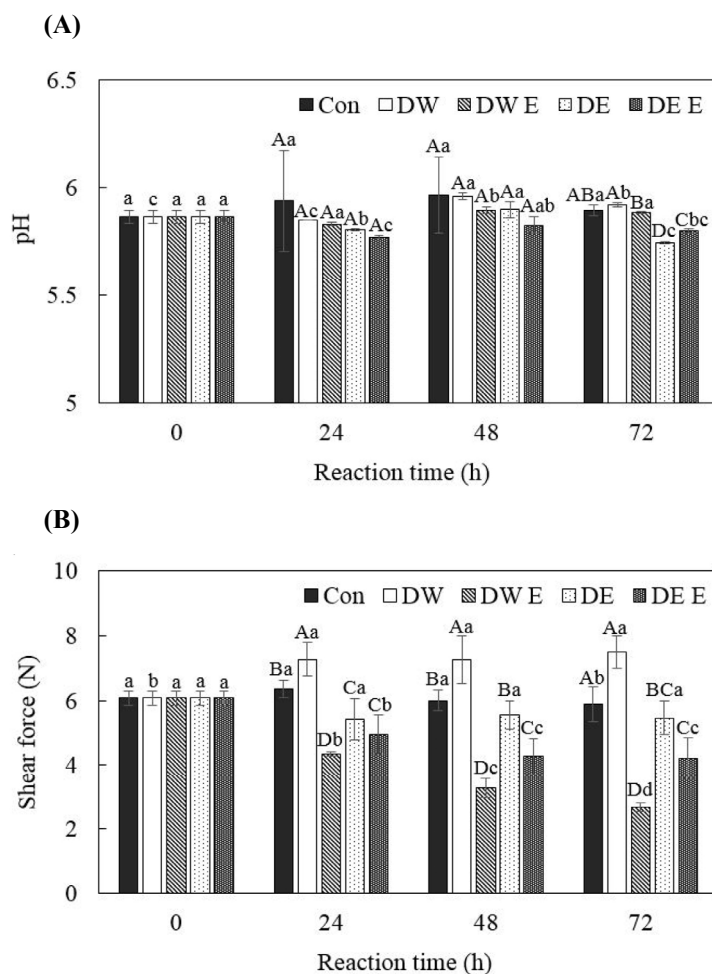 (A)
6.5
Con DW DW E DE DE E
Aa Aa
Aa ABa Ab
6 a c a a a Ac Aa Ab Ac Ab Aa Aab Ba Dc Cbc
pH
5.5
5
0 24 48 72
Reaction time (h)
(B)
10
Con DW DW E DE DE E
8 Aa Aa Aa
a b a a a Ba Ca Cb Ba Ba Ab BCa
6
Db Dc Cc Dd Cc
Shear force (N)
4
2
0
0 24 48 72
Reaction time (h)